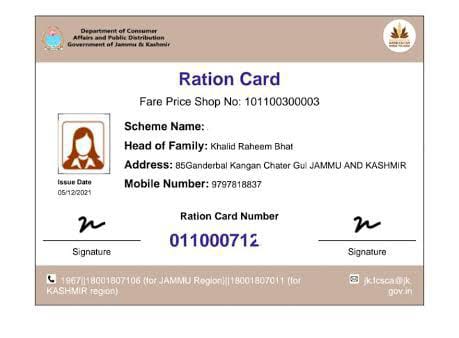 Department of Consumer
Affairs and Public Distribution
Government of Jammu & Kashmir
Ration Card
Fare Price Shop No: 101100300003
Scheme Name:
Head of Family: Khalid Raheem Bhat
Address: 85Ganderbal Kangan Chater Gul JAMMU AND KASHMIR
Mobile Number: 9797818837
Issue Date
05/12/2021
Ration Card Number
011000712
Signature
Signature
1967||18001807106 (for JAMMU Region)||18001807011 (for
KASHMIR region)
jk.fcsca@jk.
gov.in